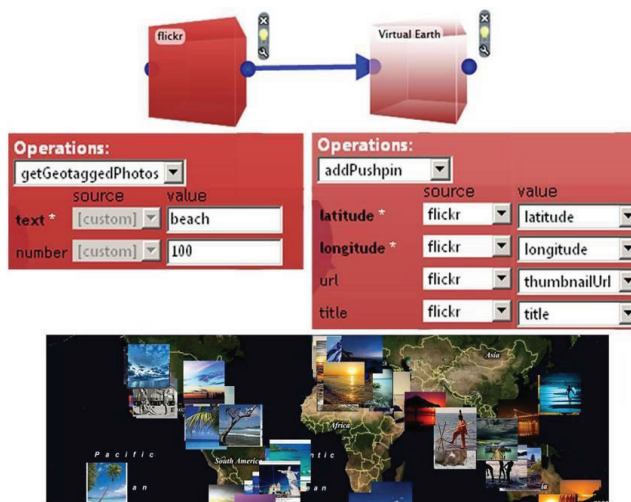 flickr
Virtual Earth
Operations:
getGeotaggedPhotos
source value
text * [custom] beach
number [custom] 100
Operations:
addPushpin
source value
latitude * flickr latitude
longitude * flickr longitude
url flickr thumbnailUrl
title flickr title
Asia
Africa
Pacific
South America